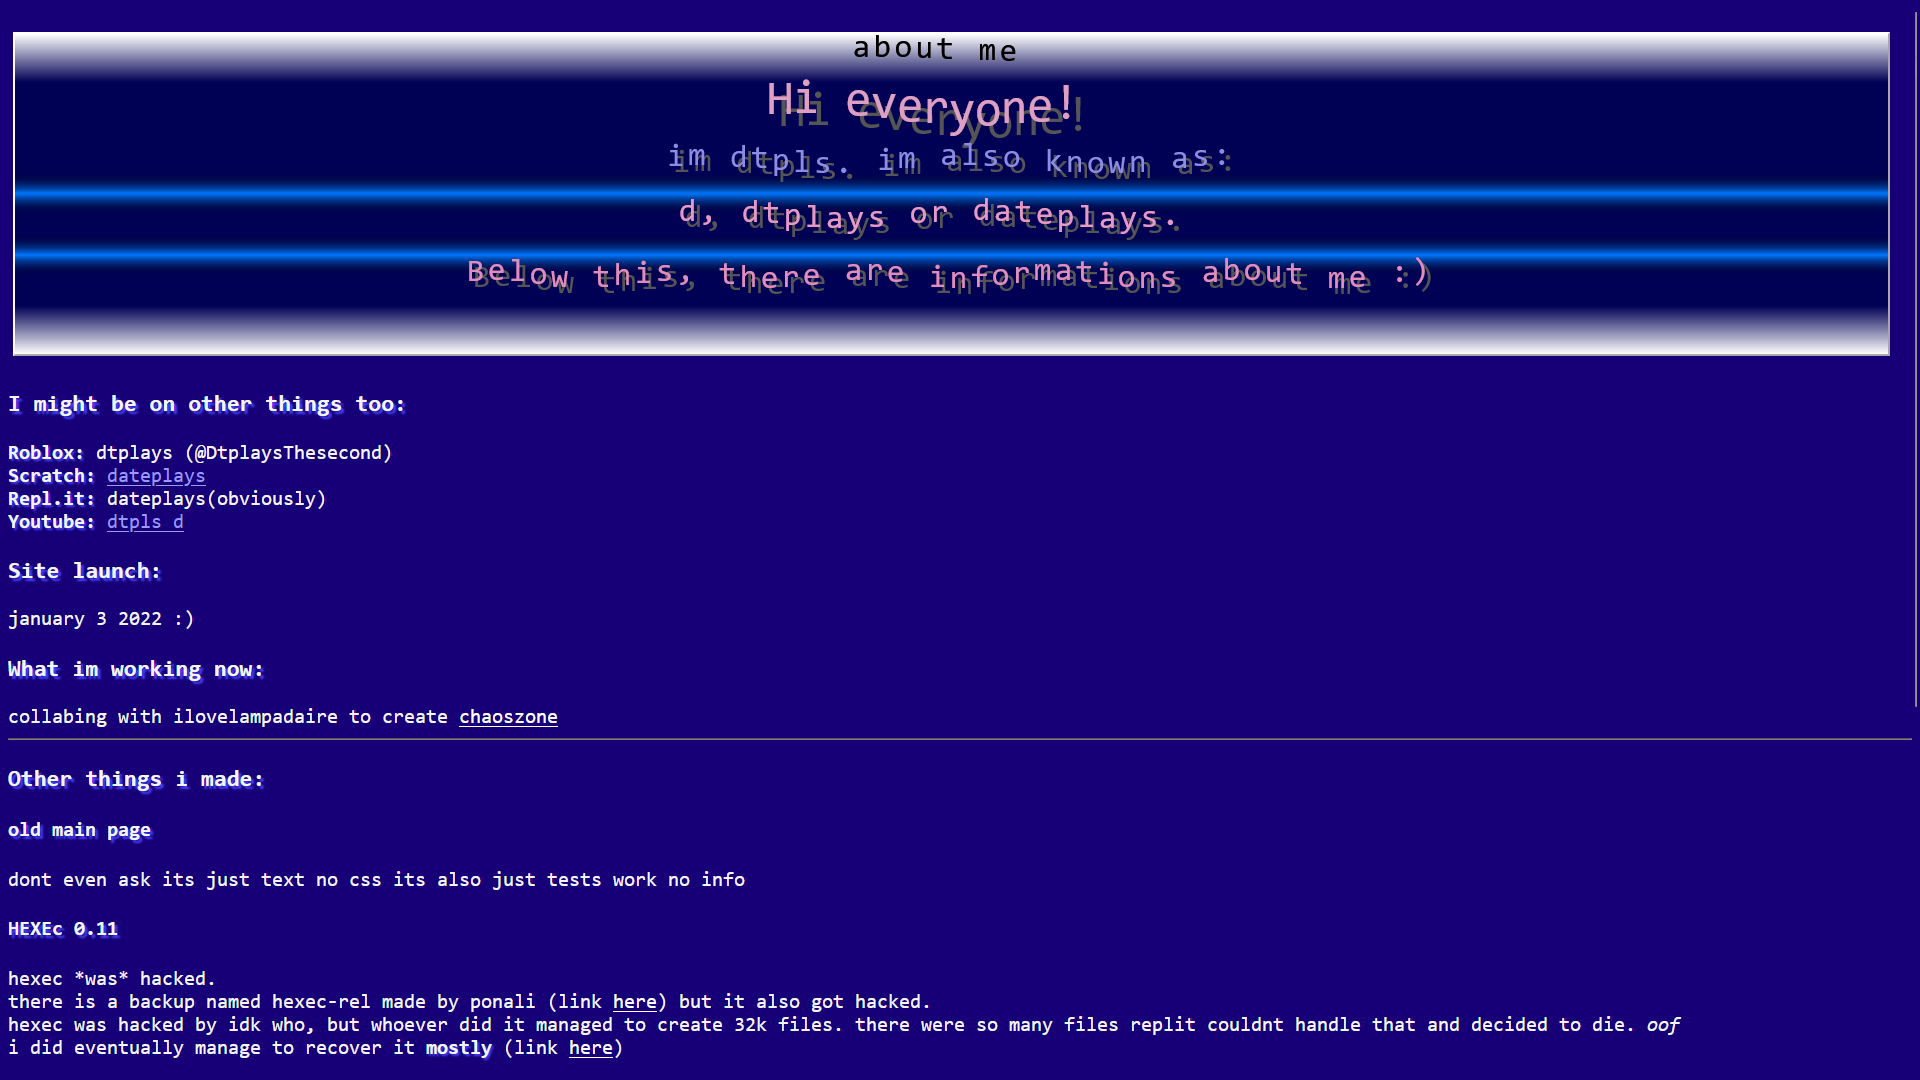 about me
Hi everyone!
im dtpls. im also known as:
d, dtplays or dateplays.
Below this, there are informations about me :)
I might be on other things too:
Roblox: dtplays (@DtplaysThesecond)
Scratch: dateplays
Repl.it: dateplays(obviously)
Youtube: dtpls d
Site launch:
january 3 2022 :)
What im working now:
collabing with ilovelampadaire to create chaoszone
Other things i made:
old main page
dont even ask its just text no css its also just tests work no info
HEXEc 0.11
hexec *was* hacked.
there is a backup named hexec-rel made by ponali (link here) but it also got hacked.
hexec was hacked by idk who, but whoever did it managed to create 32k files. there were so many files replit couldnt handle that and decided to die. oof
i did eventually manage to recover it mostly (link here)